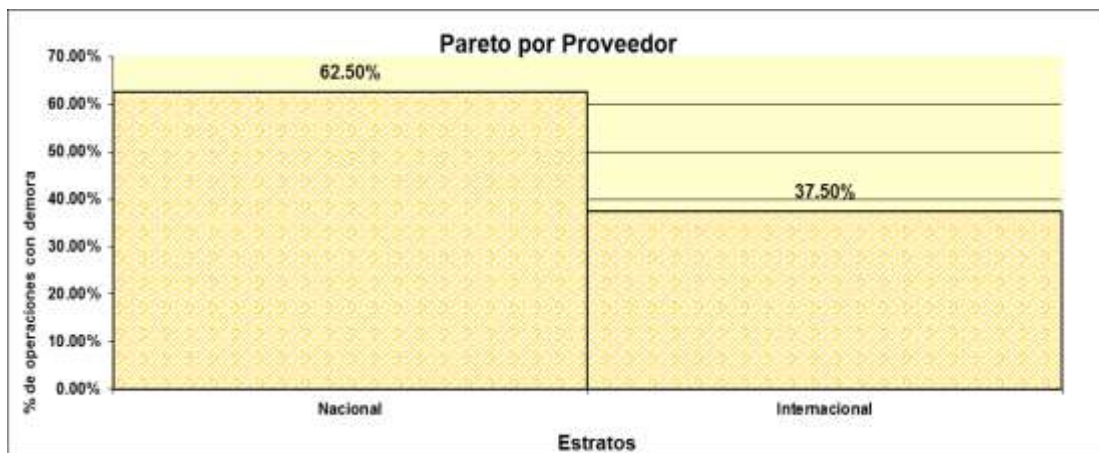 Pareto por Proveedor
70.00%
60.00%
50.00%
40.00%
30.00%
20.00%
10.00%
0.00%
% de operaciones con demora
62.50%
37.50%
Nacional
Internacional
Estratos